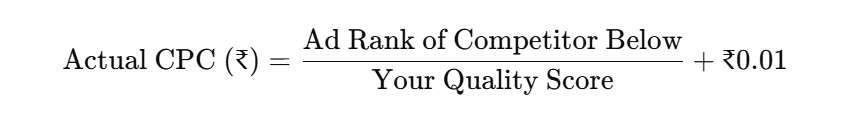 Actual CPC (₹) = Ad Rank of Competitor Below / Your Quality Score + ₹0.01